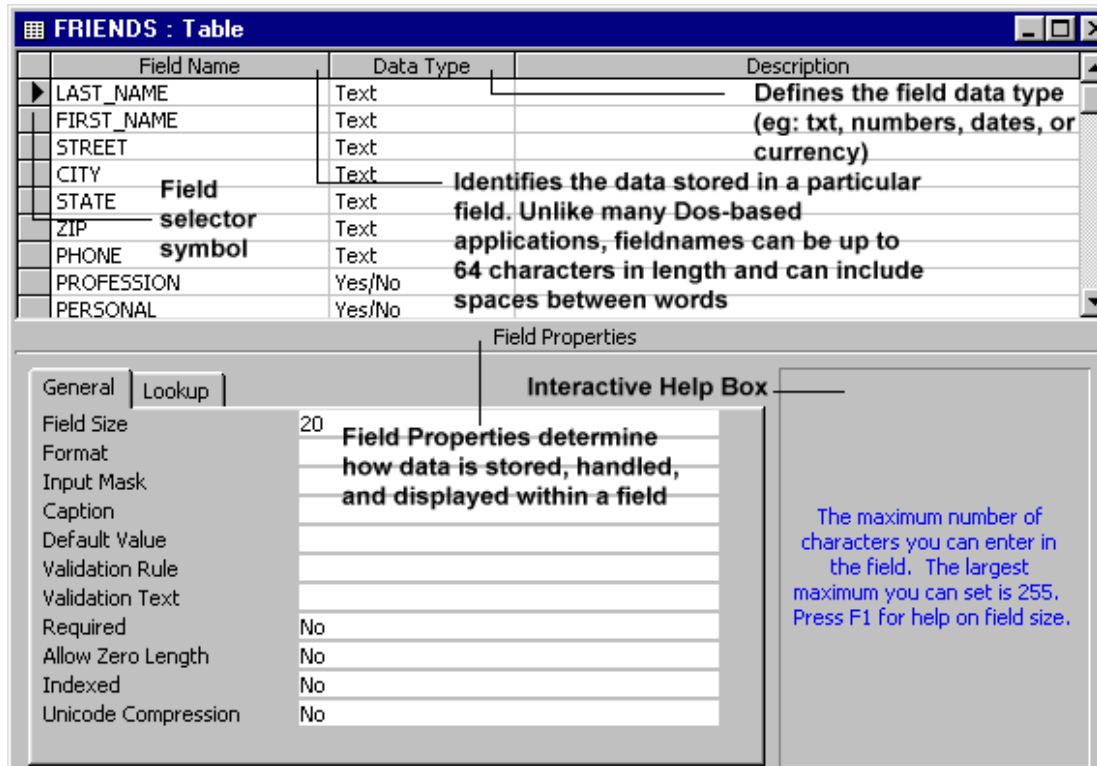 FRIENDS : Table
Field Name Data Type Description
LAST_NAME Text
FIRST_NAME Text
STREET Text
CITY Text
STATE Text
ZIP Text
PHONE Text
PROFESSION Yes/No
PERSONAL Yes/No
Defines the field data type
(eg: txt, numbers, dates, or
currency)
Identifies the data stored in a particular
field. Unlike many Dos-based
applications, fieldnames can be up to
64 characters in length and can include
spaces between words
Field
selector
symbol
Field Properties
General Lookup
Interactive Help Box
Field Size 20
Format
Input Mask
Caption
Default Value
Validation Rule
Validation Text
Required No
Allow Zero Length No
Indexed No
Unicode Compression No
Field Properties determine
how data is stored, handled,
and displayed within a field
The maximum number of
characters you can enter in
the field. The largest
maximum you can set is 255.
Press F1 for help on field size.